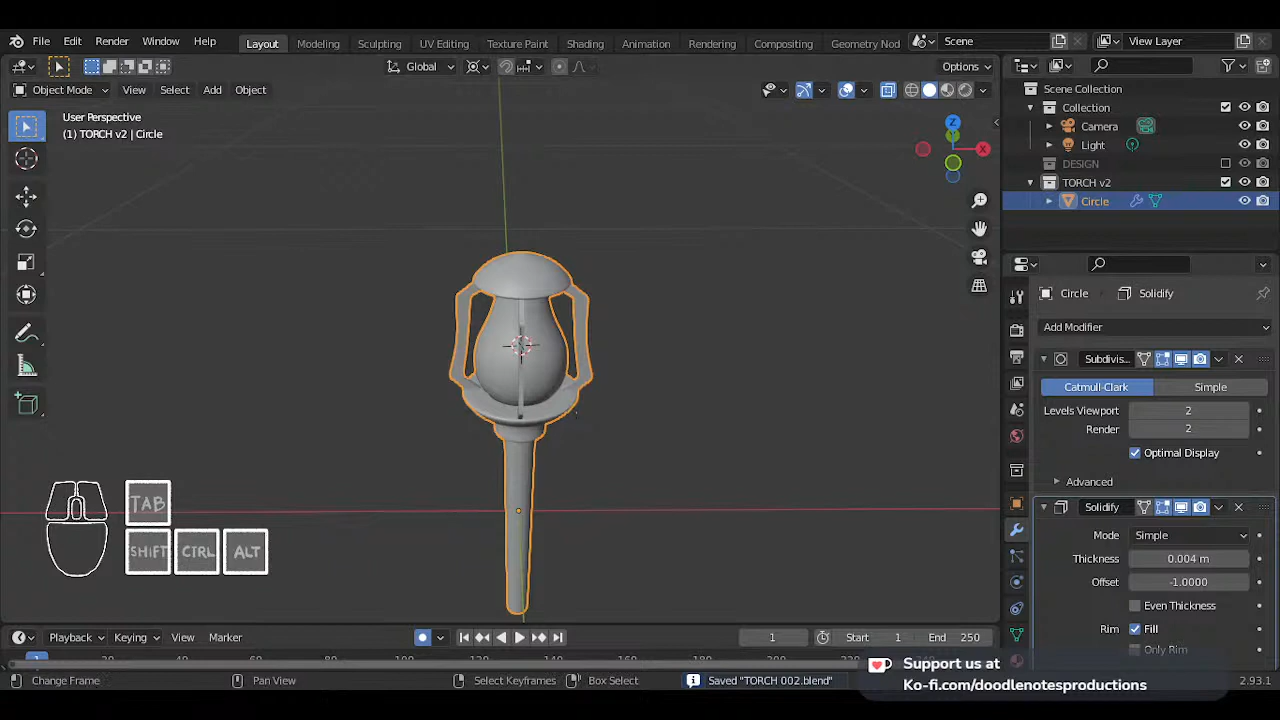 File Edit Render Window Help Layout Modeling Sculpting UV Editing Texture Paint Shading Animation Rendering Compositing Geometry Nod Scene View Layer
Global Options
Object Mode View Select Add Object
User Perspective
(1) TORCH v2 | Circle
Z
X
Scene Collection
Collection
Camera
Light
DESIGN
TORCH v2
Circle
Circle > Solidify
Add Modifier
Subdivis...
Catmull-Clark Simple
Levels Viewport 2
Render 2
Optimal Display
Advanced
Solidify
Mode Simple
Thickness 0.004 m
Offset -1.0000
Even Thickness
Rim Fill
Only Rim
TAB
SHIFT CTRL ALT
Playback Keying View Marker 1 Start 1 End 250
Change Frame Pan View Select Keyframes Box Select Saved "TORCH 002.blend" 2.93.1
Support us at
Ko-fi.com/doodlenotesproductions